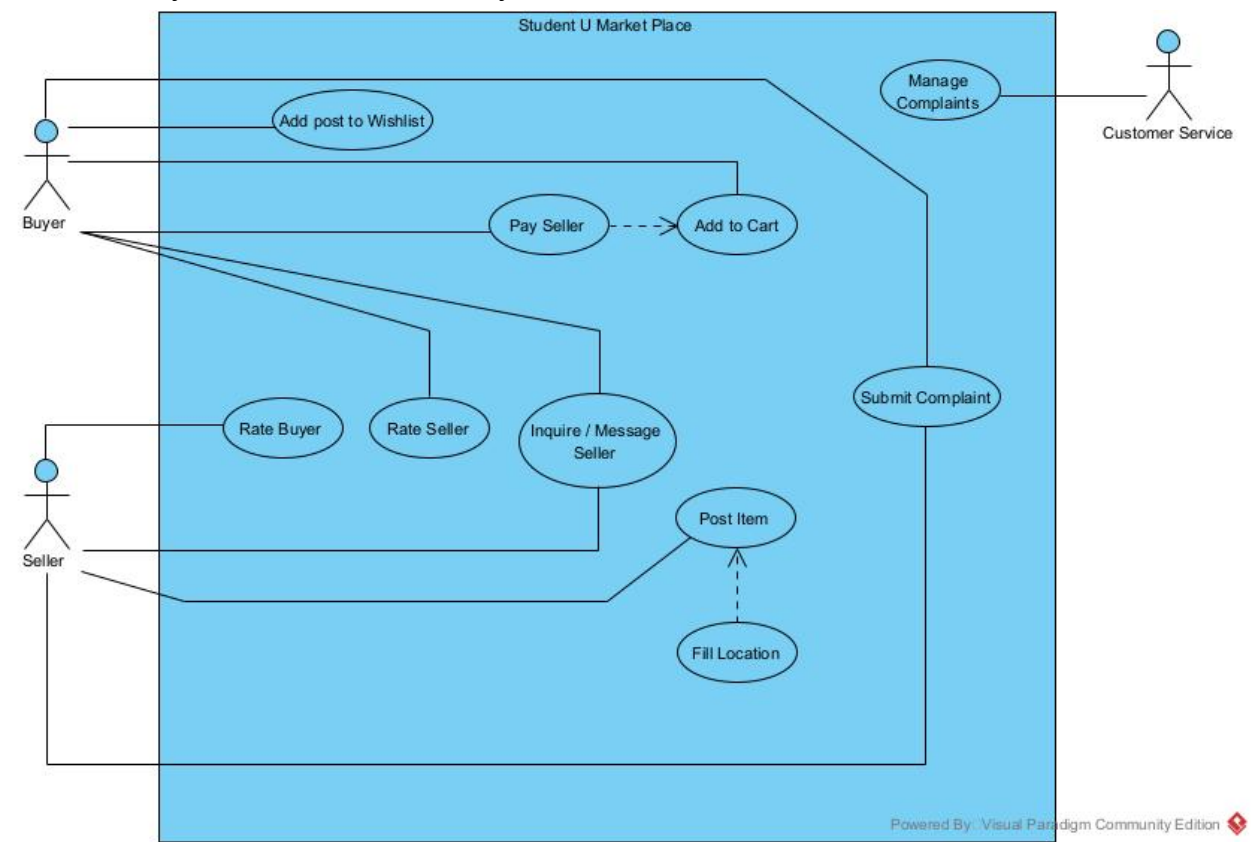 Student U Market Place
Manage
Complaints
Customer Service
Add post to Wishlist
Buyer
Pay Seller
Add to Cart
Submit Complaint
Rate Buyer
Rate Seller
Inquire / Message
Seller
Post Item
Seller
Fill Location
Powered By: Visual Paradigm Community Edition